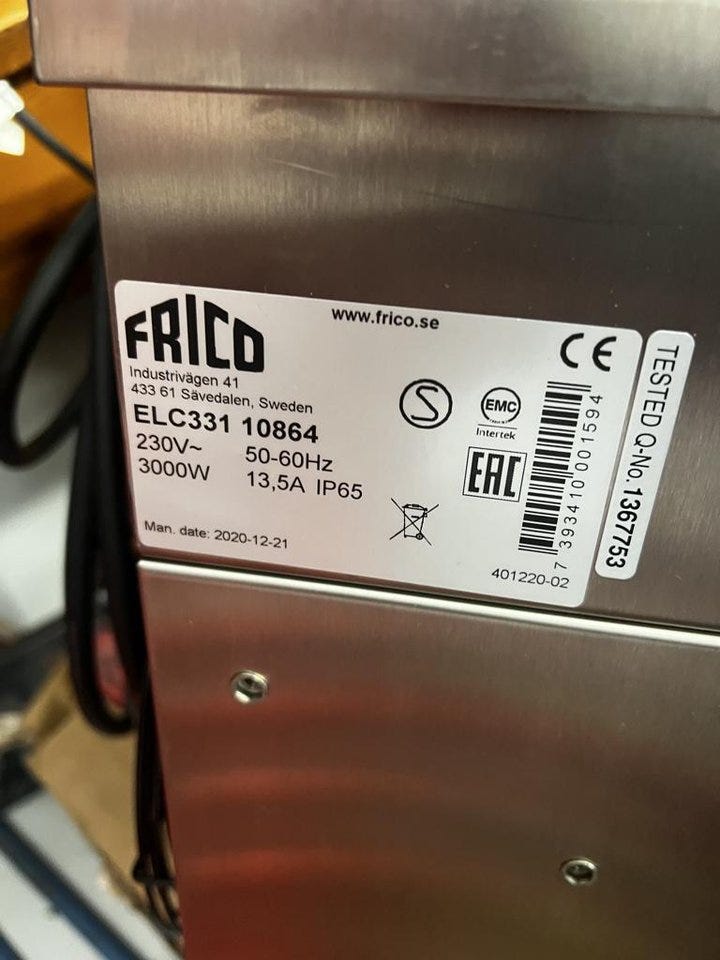 FRICO
www.frico.se
CE
Industrivägen 41
433 61 Sävedalen, Sweden
ELC331 10864
230V~ 50-60Hz
3000W 13,5A IP65
Man. date: 2020-12-21
S
EMC
Intertek
EAC
7 393410 001594
401220-02
TESTED Q-No. 1367753